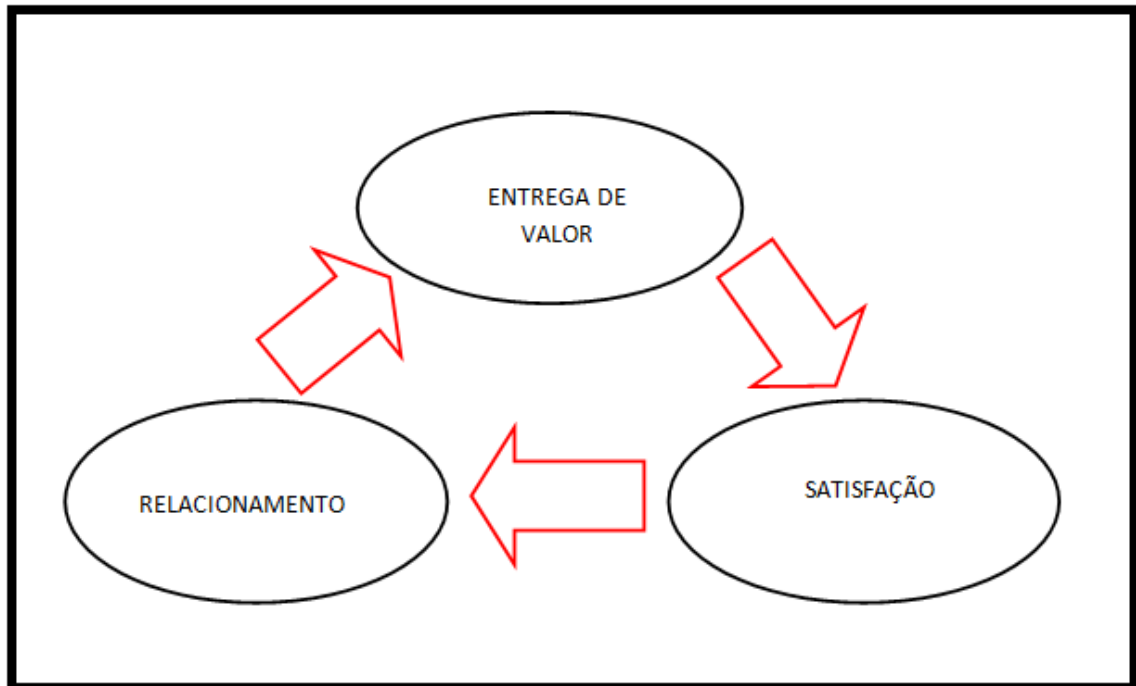 ENTREGA DE
VALOR
RELACIONAMENTO
SATISFAÇÃO